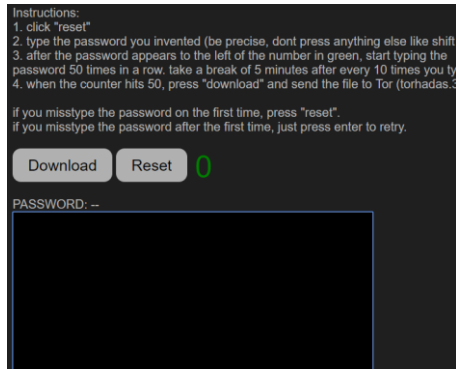 Instructions:
1. click "reset"
2. type the password you invented (be precise, dont press anything else like shift
3. after the password appears to the left of the number in green, start typing the
password 50 times in a row. take a break of 5 minutes after every 10 times you ty
4. when the counter hits 50, press "download" and send the file to Tor (torhadas.3
if you misstype the password on the first time, press "reset".
if you misstype the password after the first time, just press enter to retry.
Download Reset 0
PASSWORD: --